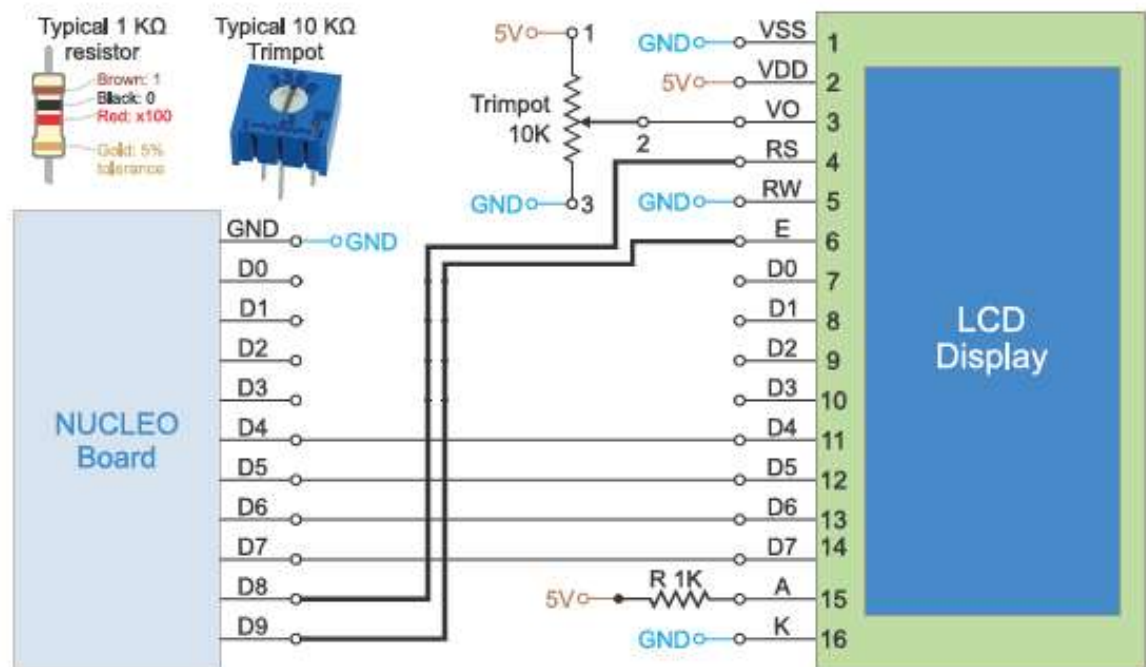 Typical 1 KΩ
resistor
Brown: 1
Black: 0
Red: x100
Gold: 5%
tolerance
Typical 10 KΩ
Trimpot
5V
1
Trimpot
10K
2
GND
3
NUCLEO
Board
GND
GND
D0
D1
D2
D3
D4
D5
D6
D7
D8
D9
GND
VSS
1
5V
VDD
2
VO
3
RS
4
GND
RW
5
E
6
D0
7
D1
8
D2
9
D3
10
D4
11
D5
12
D6
13
D7
14
5V
R 1K
A
15
GND
K
16
LCD
Display